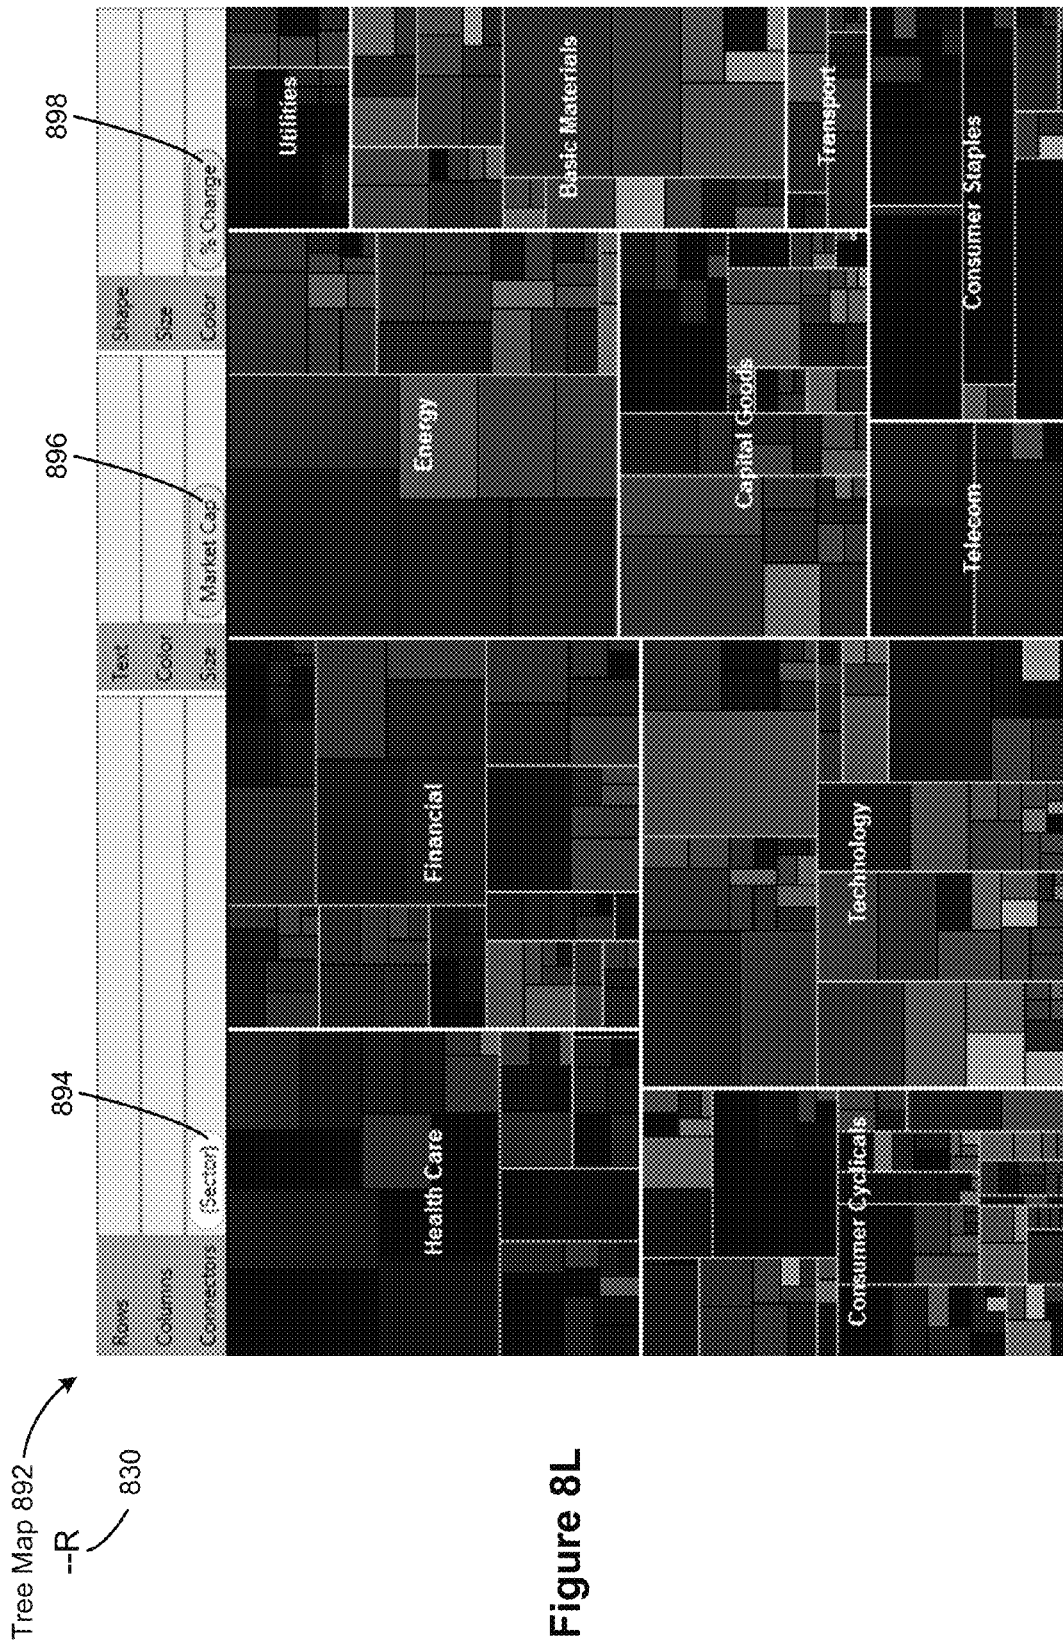 Tree Map 892
--R
830
894
896
898
Rows
Columns
Connectors
{Sector}
Text
Color
Size
Market Cap
Shape
Size
Color
% Change
Health Care
Financial
Energy
Utilities
Basic Materials
Consumer Cyclicals
Technology
Capital Goods
Transport
Telecom
Consumer Staples
Figure 8L